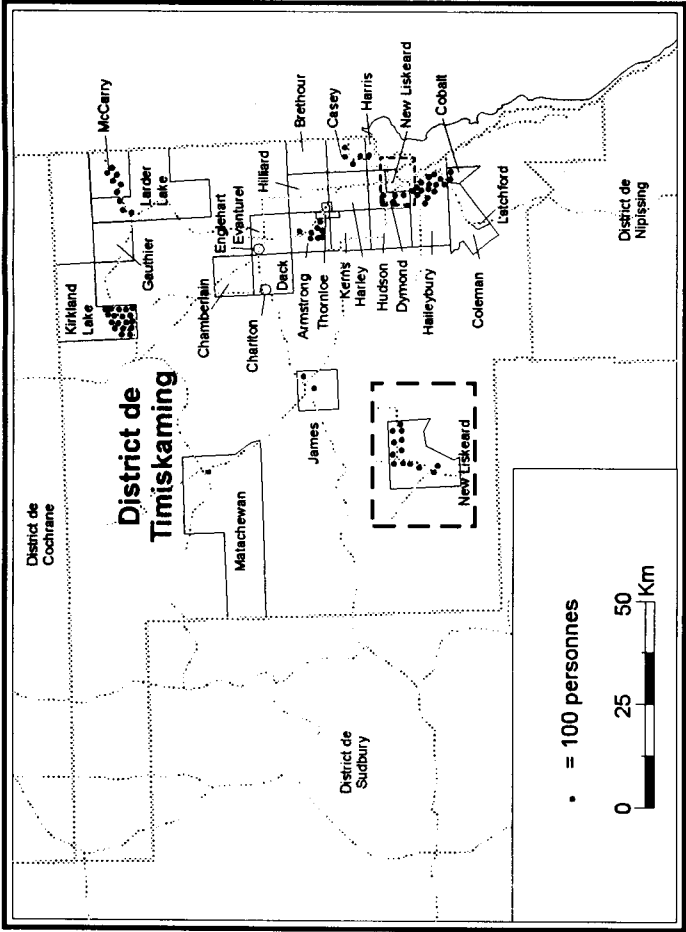 District de
Cochrane
District de
Timiskaming
Kirkland
Lake
McCarry
Gauthier
Larder
Lake
Matachewan
Chamberlain
Englehart
Evanturel
Charlton
Hilliard
Brethour
Casey
Harris
New Liskeard
Cobalt
James
Dack
Armstrong
Thornloe
Kerns
Harley
Hudson
Dymond
Haileybury
Coleman
Latchford
New Liskeard
District de
Sudbury
District de
Nipissing
= 100 personnes
0
25
50
Km